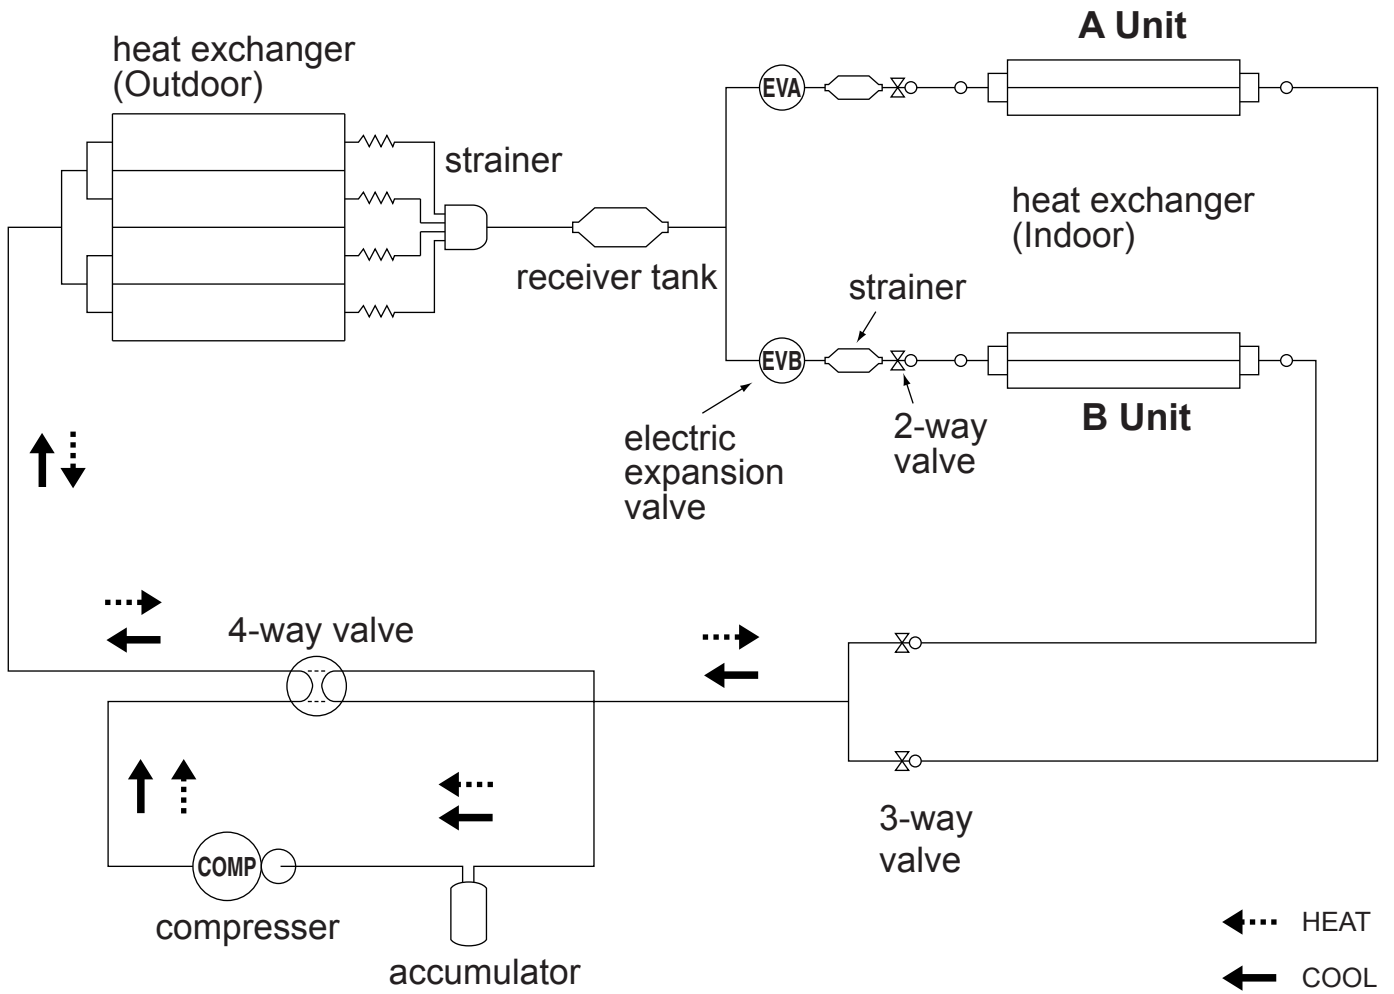 A Unit
heat exchanger
(Outdoor)
EVA
strainer
heat exchanger
(Indoor)
receiver tank
strainer
EVB
B Unit
2-way
valve
electric
expansion
valve
4-way valve
3-way
valve
COMP
compresser
accumulator
HEAT
COOL